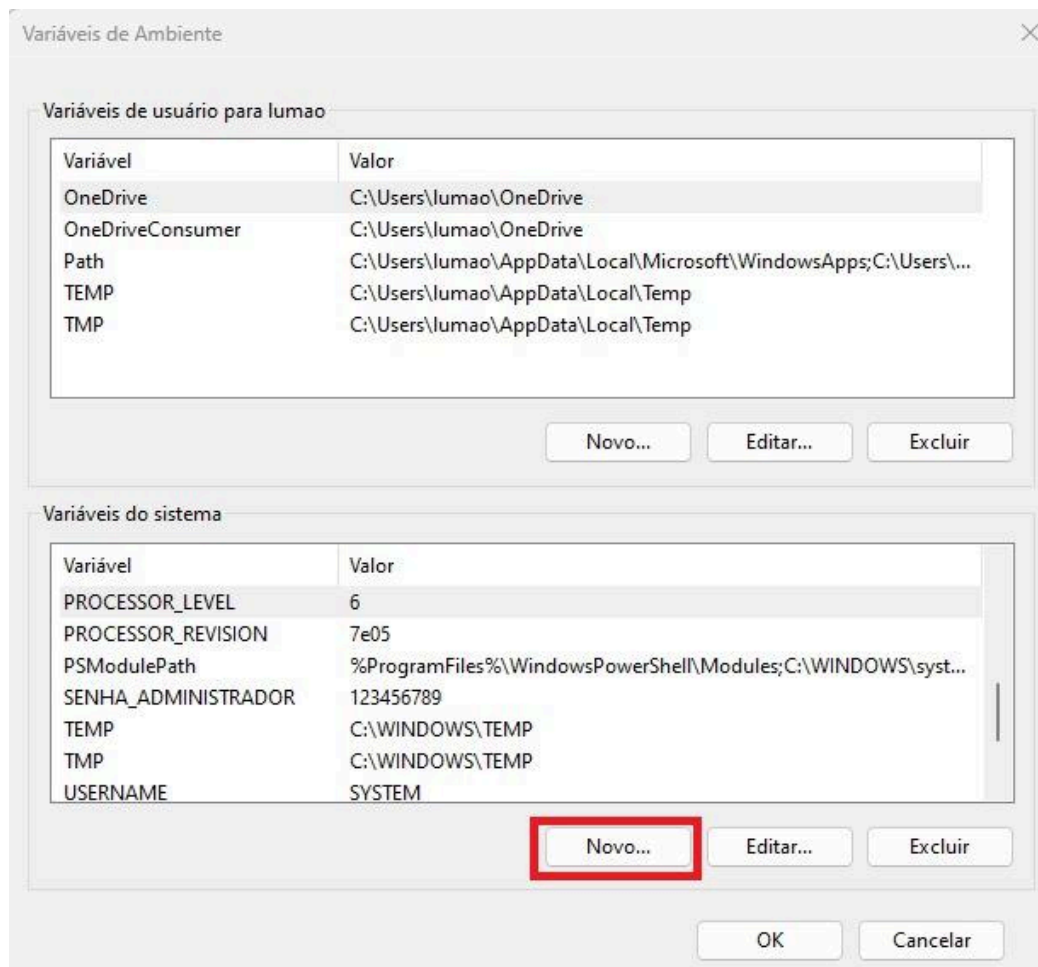 Variáveis de Ambiente
Variáveis de usuário para lumao
Variável Valor
OneDrive C:\Users\lumao\OneDrive
OneDriveConsumer C:\Users\lumao\OneDrive
Path C:\Users\lumao\AppData\Local\Microsoft\WindowsApps;C:\Users\...
TEMP C:\Users\lumao\AppData\Local\Temp
TMP C:\Users\lumao\AppData\Local\Temp
Novo... Editar... Excluir
Variáveis do sistema
Variável Valor
PROCESSOR_LEVEL 6
PROCESSOR_REVISION 7e05
PSModulePath %ProgramFiles%\WindowsPowerShell\Modules;C:\WINDOWS\syst...
SENHA_ADMINISTRADOR 123456789
TEMP C:\WINDOWS\TEMP
TMP C:\WINDOWS\TEMP
USERNAME SYSTEM
Novo... Editar... Excluir
OK Cancelar